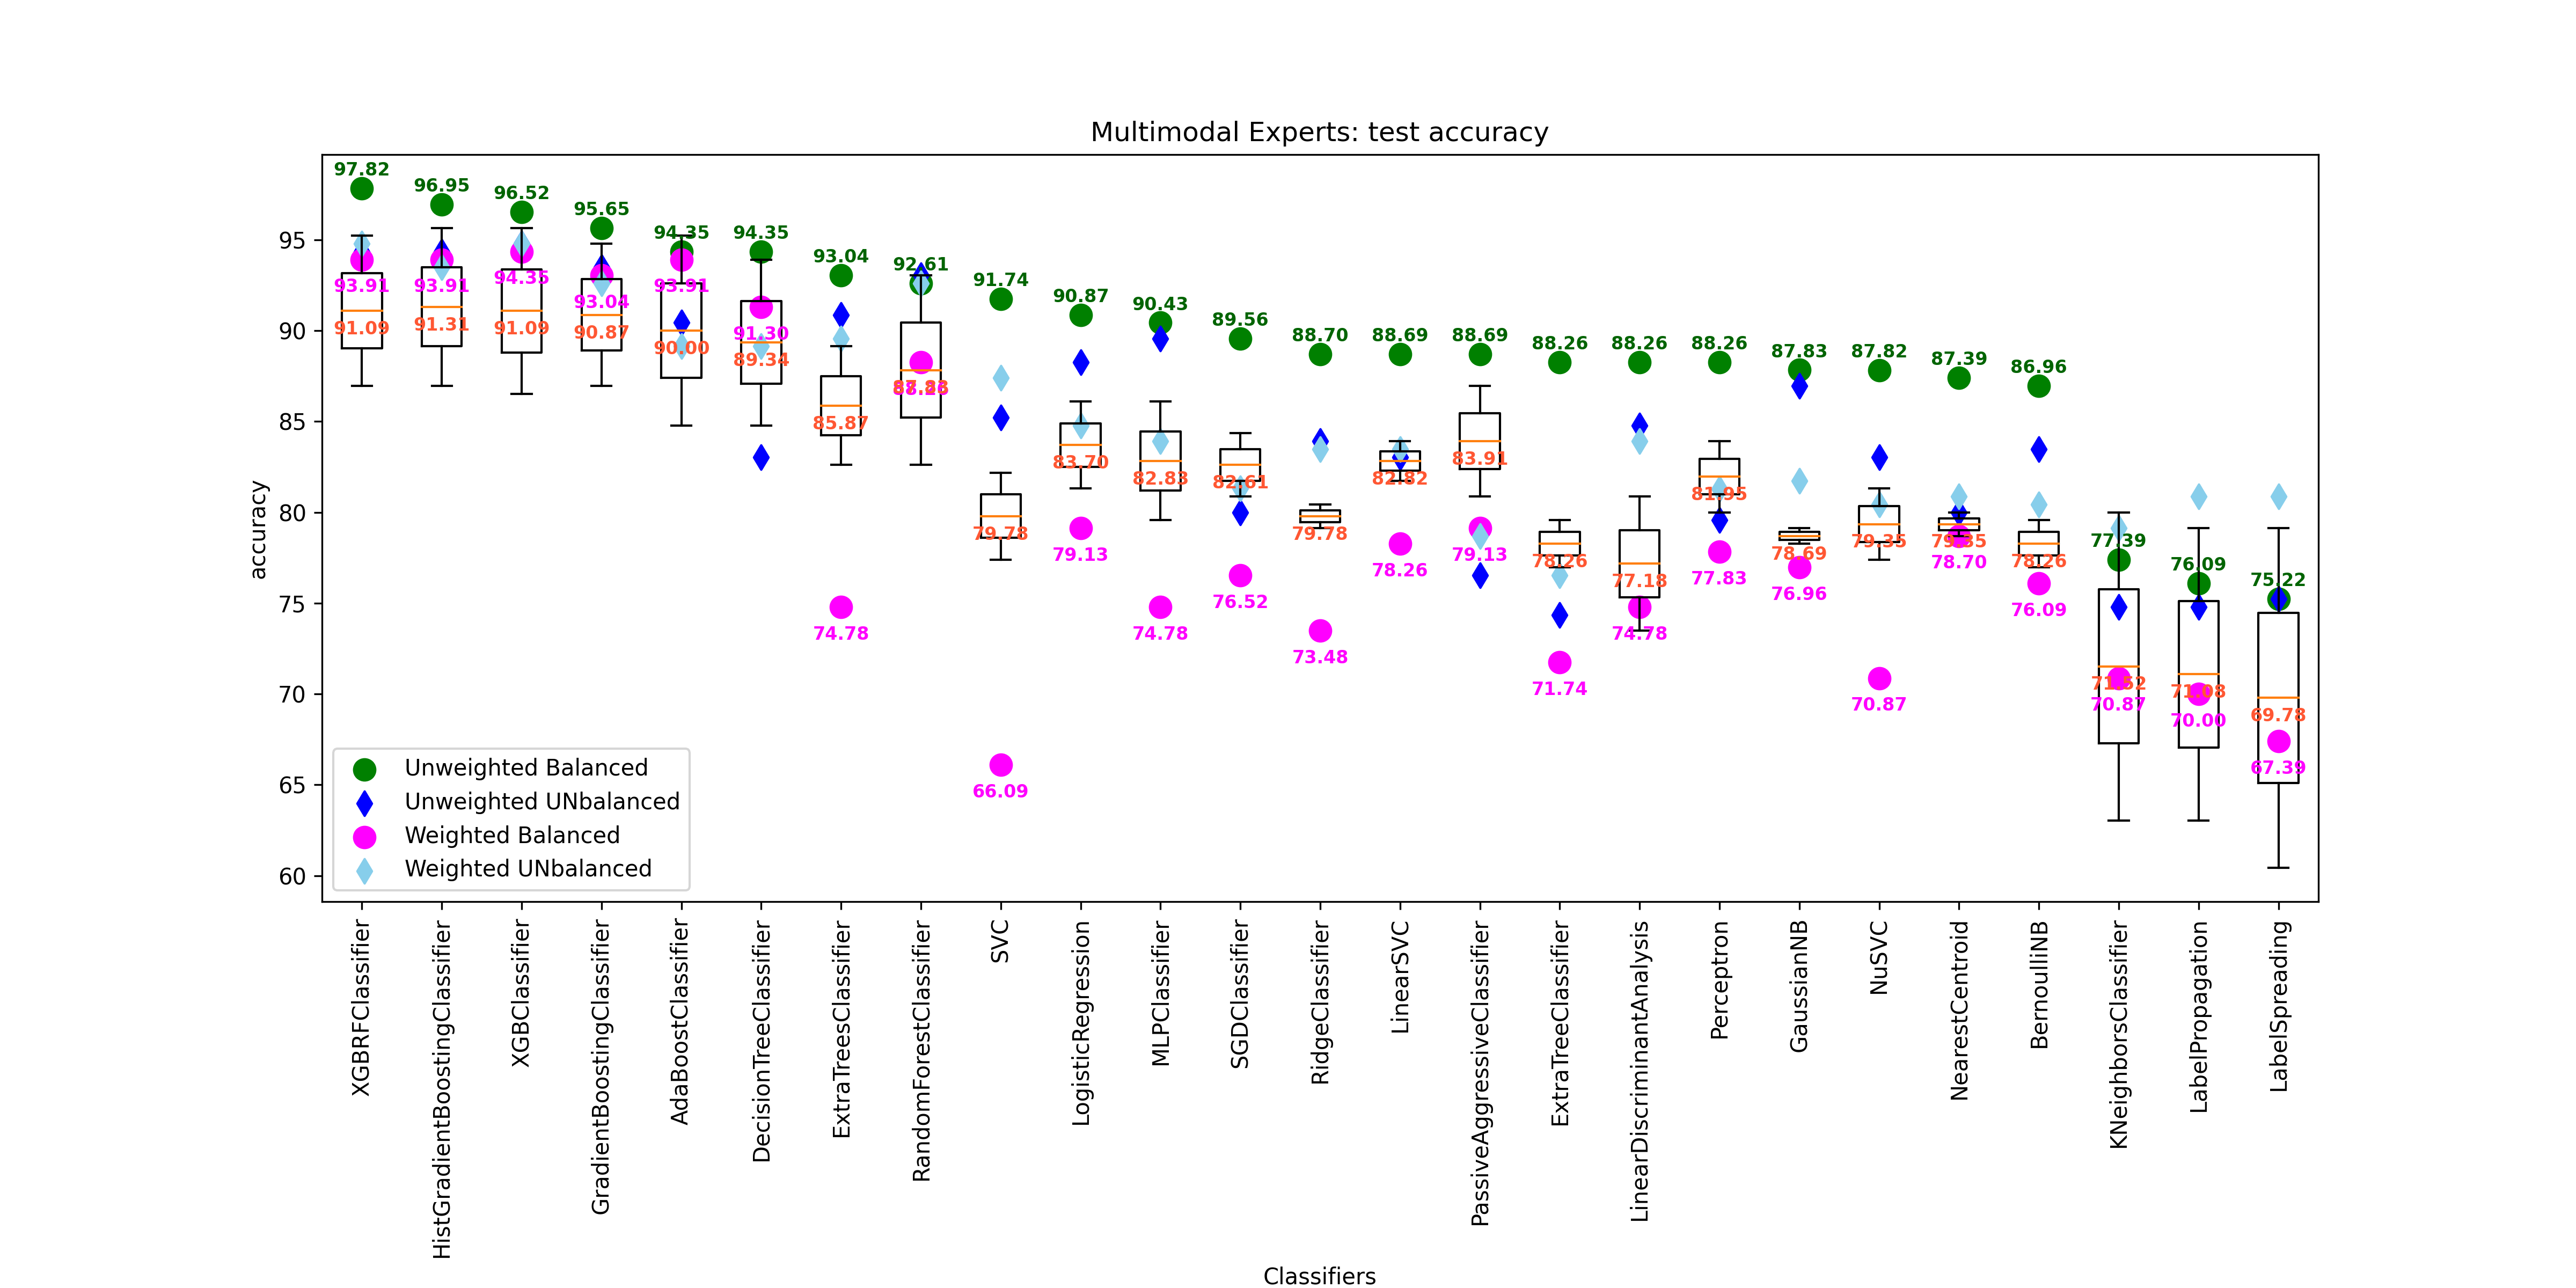 Multimodal Experts: test accuracy
97.82
96.95
96.52
95.65
94.35
94.35
93.04
92.61
91.74
90.87
90.43
89.56
88.70
88.69
88.69
88.26
88.26
88.26
87.83
87.82
87.39
86.96
77.39
76.09
75.22
93.91
93.91
94.35
93.04
93.91
91.30
74.78
88.26
66.09
79.13
74.78
76.52
73.48
78.26
79.13
71.74
74.78
77.83
76.96
70.87
78.70
76.09
70.87
70.00
67.39
91.09
91.31
91.09
90.87
90.00
89.34
85.87
79.78
83.70
82.83
82.61
79.78
82.82
83.91
78.26
77.18
81.95
78.69
79.35
79.35
78.26
71.52
71.08
69.78
accuracy
95
90
85
80
75
70
65
60
Unweighted Balanced
Unweighted UNbalanced
Weighted Balanced
Weighted UNbalanced
XGBRFClassifier
HistGradientBoostingClassifier
XGBClassifier
GradientBoostingClassifier
AdaBoostClassifier
DecisionTreeClassifier
ExtraTreesClassifier
RandomForestClassifier
SVC
LogisticRegression
MLPClassifier
SGDClassifier
RidgeClassifier
LinearSVC
PassiveAggressiveClassifier
ExtraTreeClassifier
LinearDiscriminantAnalysis
Perceptron
GaussianNB
NuSVC
NearestCentroid
BernoulliNB
KNeighborsClassifier
LabelPropagation
LabelSpreading
Classifiers